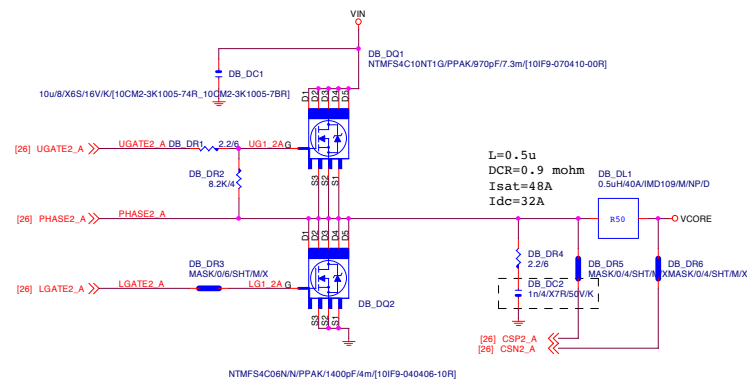 VIN
DB_DQ1
NTMFS4C10NT1G/PPAK/970pF/7.3m/[10IF9-070410-00R]
DB_DC1
10u/8/X6S/16V/K/[10CM2-3K1005-74R_10CM2-3K1005-7BR]
D1 D2 D3 D4 D5
[26] UGATE2_A UGATE2_A DB_DR1 2.2/6 UG1_2A G
S3 S2 S1
DB_DR2
8.2K/4
L=0.5u
DCR=0.9 mohm
Isat=48A
Idc=32A
DB_DL1
0.5uH/40A/IMD109/M/NP/D
[26] PHASE2_A PHASE2_A
R50
VCORE
D1 D2 D3 D4 D5
DB_DR3
MASK/0/6/SHT/M/X
[26] LGATE2_A LGATE2_A LG1_2A G
S3 S2 S1
DB_DQ2
DB_DR4
2.2/6
DB_DR5
MASK/0/4/SHT/M/X
DB_DR6
MASK/0/4/SHT/M/X
DB_DC2
1n/4/X7R/50V/K
[26] CSP2_A
[26] CSN2_A
NTMFS4C06N/N/PPAK/1400pF/4m/[10IF9-040406-10R]